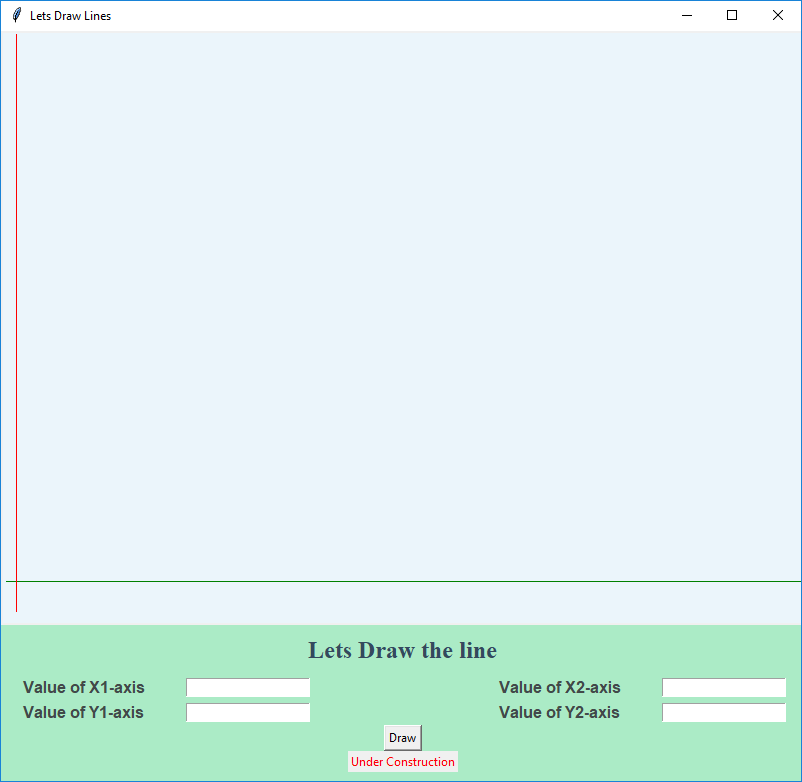 Lets Draw Lines
Lets Draw the line
Value of X1-axis
Value of X2-axis
Value of Y1-axis
Value of Y2-axis
Draw
Under Construction